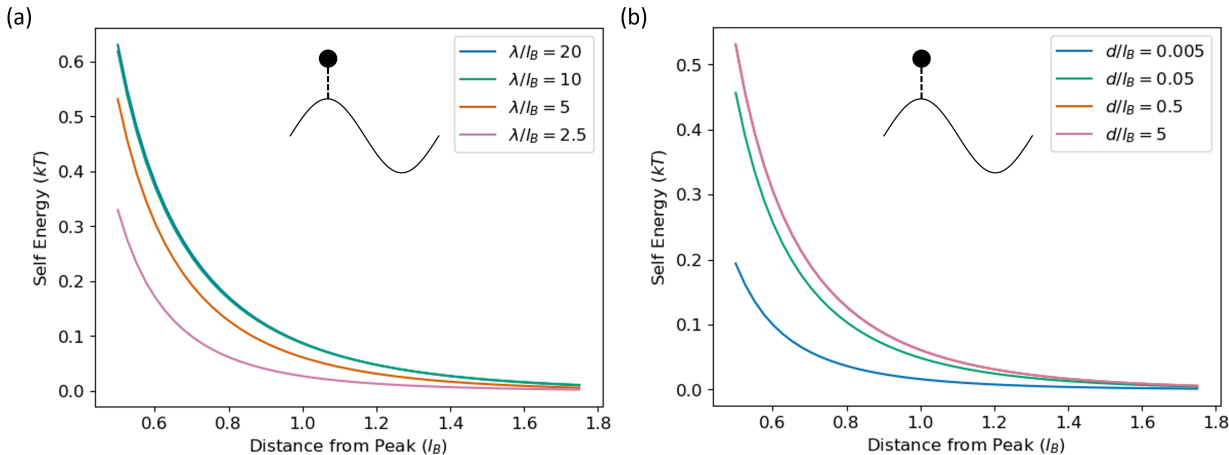 (a)
Self Energy (kT)
0.6
0.5
0.4
0.3
0.2
0.1
0.0
λ/l_B = 20
λ/l_B = 10
λ/l_B = 5
λ/l_B = 2.5
0.6 0.8 1.0 1.2 1.4 1.6 1.8
Distance from Peak (l_B)
(b)
Self Energy (kT)
0.5
0.4
0.3
0.2
0.1
0.0
d/l_B = 0.005
d/l_B = 0.05
d/l_B = 0.5
d/l_B = 5
0.6 0.8 1.0 1.2 1.4 1.6 1.8
Distance from Peak (l_B)